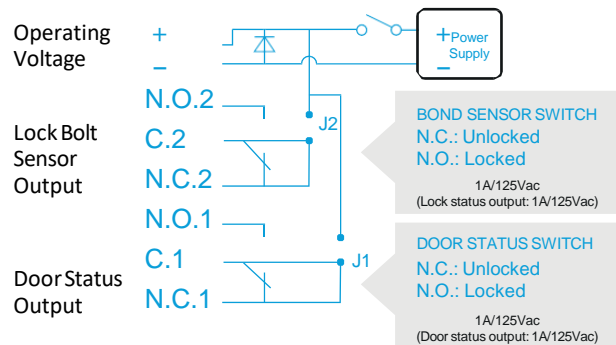 Operating
Voltage
+
–
+
Power
Supply
–
Lock Bolt
Sensor
Output
N.O.2
C.2
N.C.2
J2
BOND SENSOR SWITCH
N.C.: Unlocked
N.O.: Locked
1A/125Vac
(Lock status output: 1A/125Vac)
Door Status
Output
N.O.1
C.1
N.C.1
J1
DOOR STATUS SWITCH
N.C.: Unlocked
N.O.: Locked
1A/125Vac
(Door status output: 1A/125Vac)